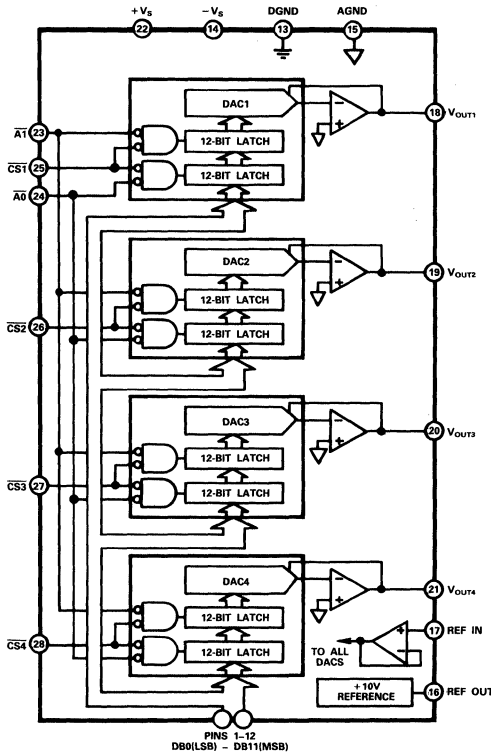 +VS -VS DGND AGND
22 14 13 15
DAC1
18 VOUT1
A1 23
12-BIT LATCH
CS1 25
12-BIT LATCH
A0 24
DAC2
19 VOUT2
12-BIT LATCH
CS2 26
12-BIT LATCH
DAC3
20 VOUT3
12-BIT LATCH
CS3 27
12-BIT LATCH
DAC4
21 VOUT4
12-BIT LATCH
17 REF IN
CS4 28
12-BIT LATCH
TO ALL
DACS
+10V
REFERENCE
16 REF OUT
PINS 1-12
DB0(LSB) - DB11(MSB)